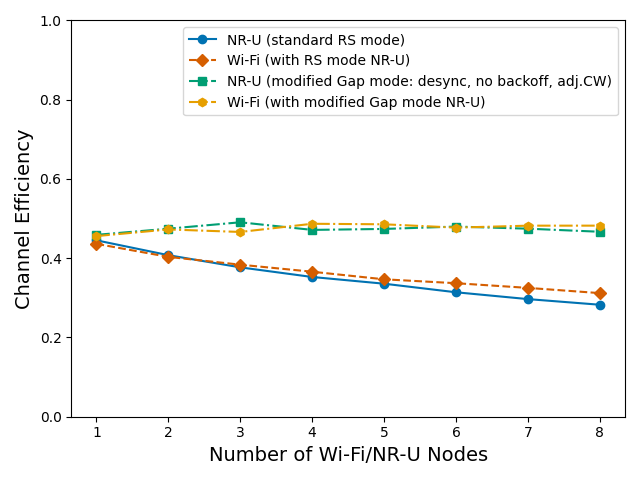 1.0
0.8
0.6
0.4
0.2
0.0
Channel Efficiency
NR-U (standard RS mode)
Wi-Fi (with RS mode NR-U)
NR-U (modified Gap mode: desync, no backoff, adj.CW)
Wi-Fi (with modified Gap mode NR-U)
1 2 3 4 5 6 7 8
Number of Wi-Fi/NR-U Nodes